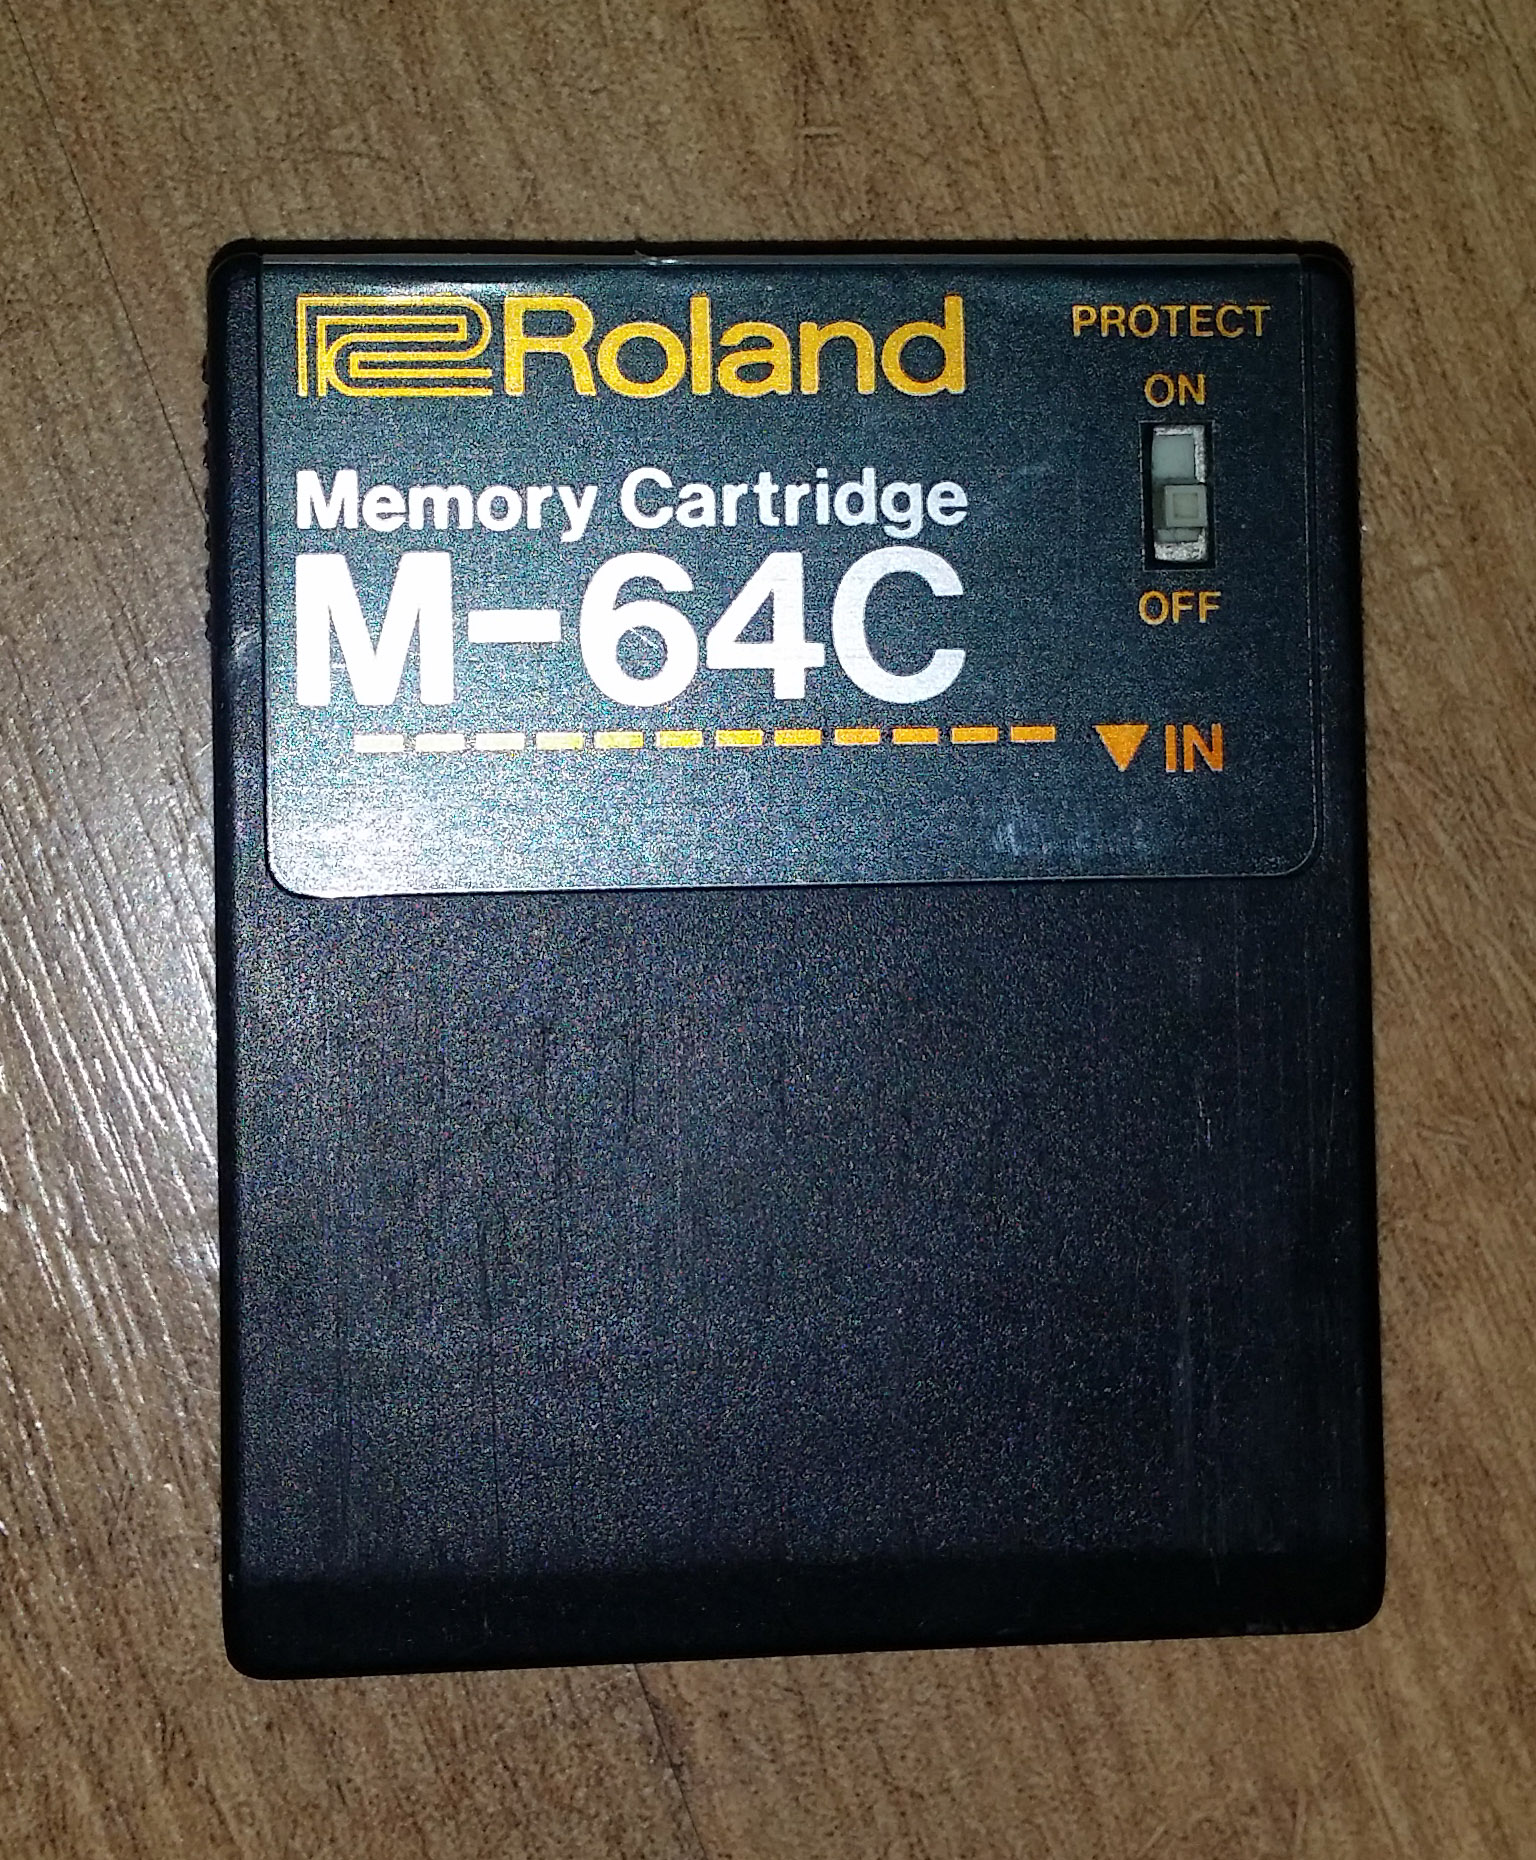 Roland
PROTECT
ON
OFF
Memory Cartridge
M-64C
▼IN